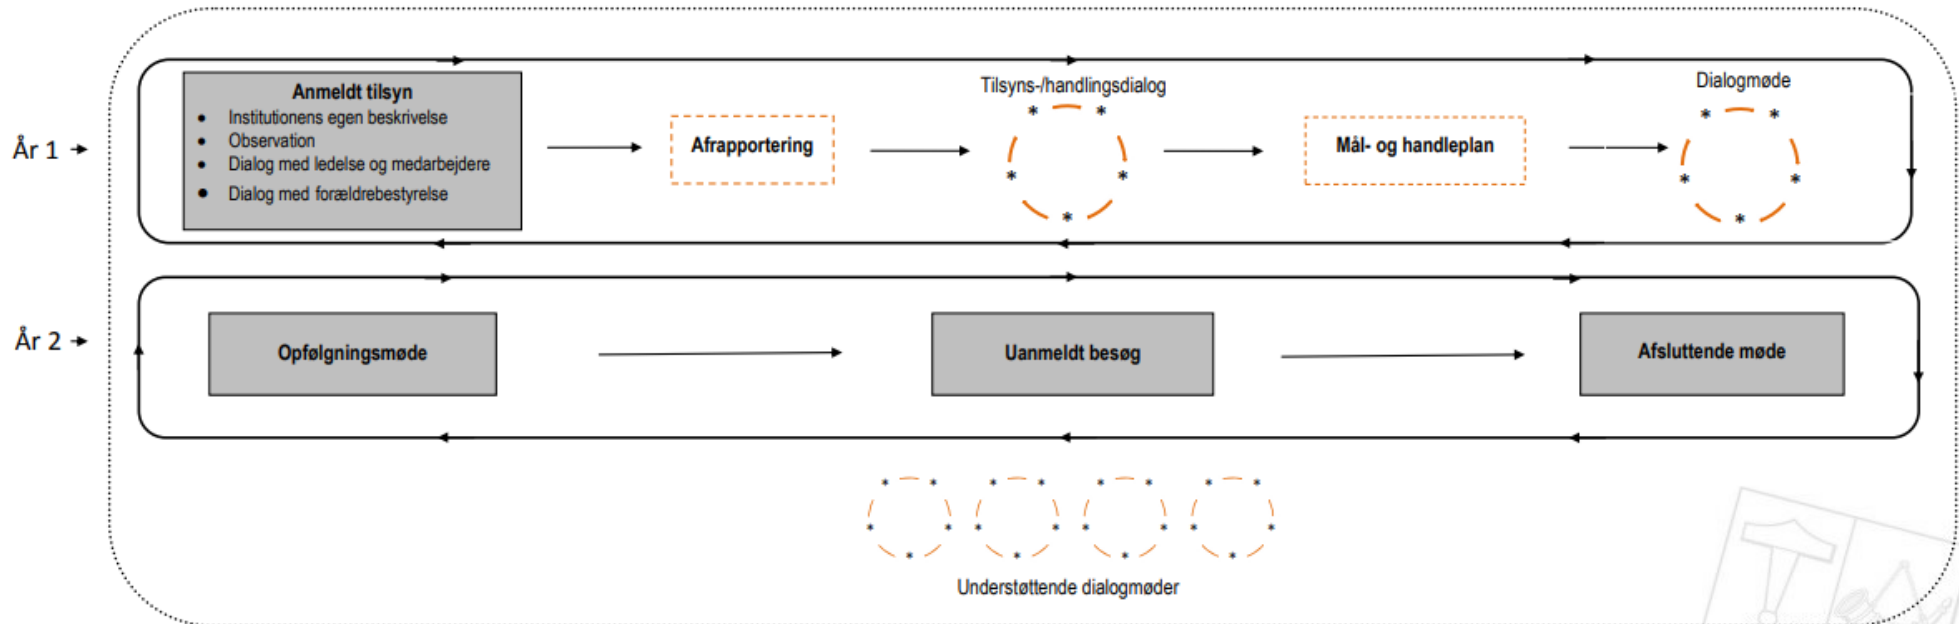 År 1
Anmeldt tilsyn
• Institutionens egen beskrivelse
• Observation
• Dialog med ledelse og medarbejdere
• Dialog med forældrebestyrelse
Afrapportering
Tilsyns-/handlingsdialog
Mål- og handleplan
Dialogmøde
År 2
Opfølgningsmøde
Uanmeldt besøg
Afsluttende møde
Understøttende dialogmøder